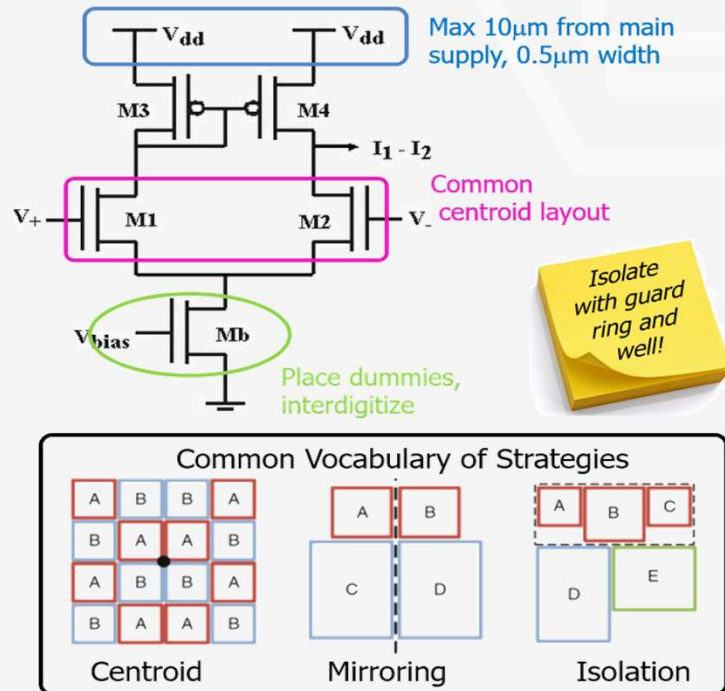 Vdd
Vdd
Max 10μm from main
supply, 0.5μm width
M3
M4
I1 - I2
Common
centroid layout
V+
M1
M2
V-
Isolate
with guard
ring and
well!
Vbias
Mb
Place dummies,
interdigitize
Common Vocabulary of Strategies
A B B A
B A A B
A B B A
B A A B
A B
C D
A B C
D E
Centroid
Mirroring
Isolation